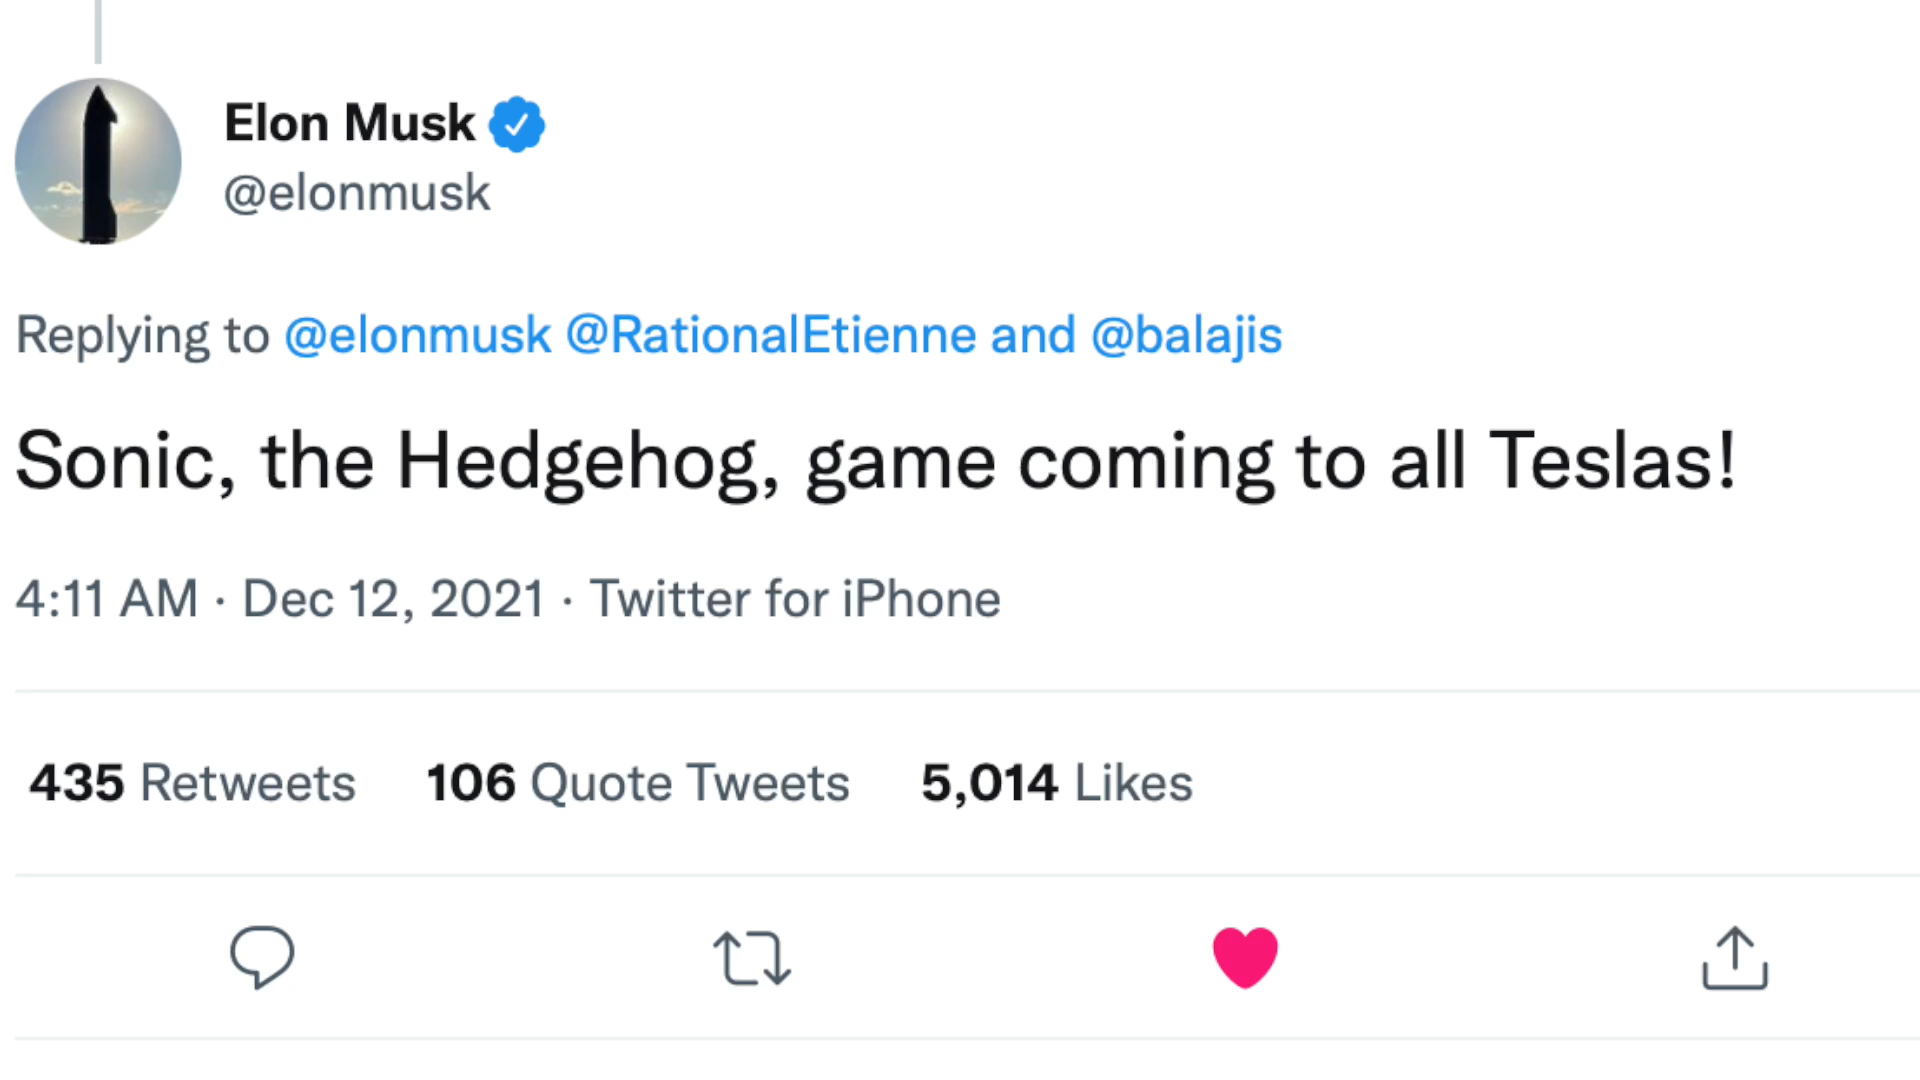 Elon Musk
@elonmusk
Replying to @elonmusk @RationalEtienne and @balajis
Sonic, the Hedgehog, game coming to all Teslas!
4:11 AM · Dec 12, 2021 · Twitter for iPhone
435 Retweets 106 Quote Tweets 5,014 Likes